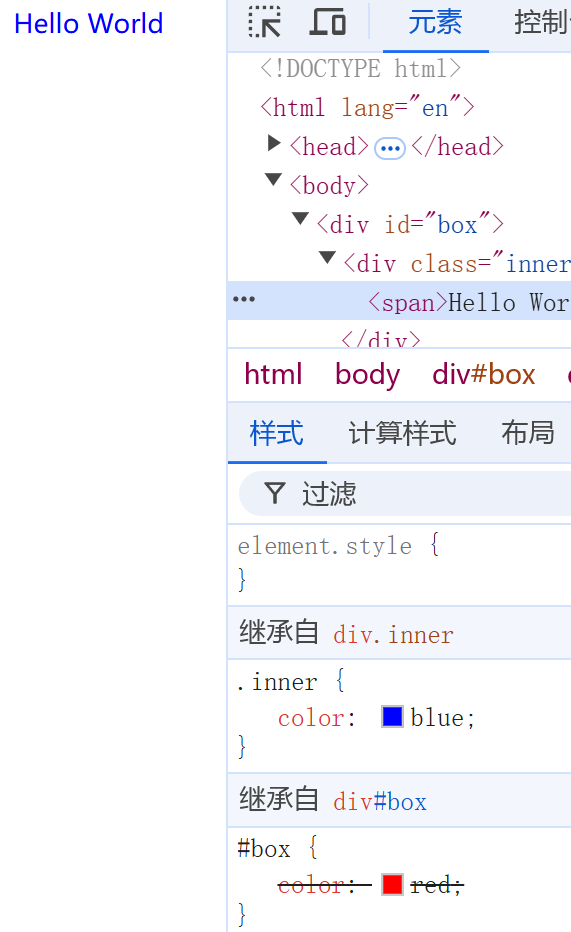 Hello World
元素 控制
<!DOCTYPE html>
<html lang="en">
<head> ••• </head>
<body>
<div id="box">
<div class="inner
••• <span>Hello Wor
</div>
html body div#box
样式 计算样式 布局
过滤
element.style {
}
继承自 div.inner
.inner {
color: blue;
}
继承自 div#box
#box {
color: red;
}